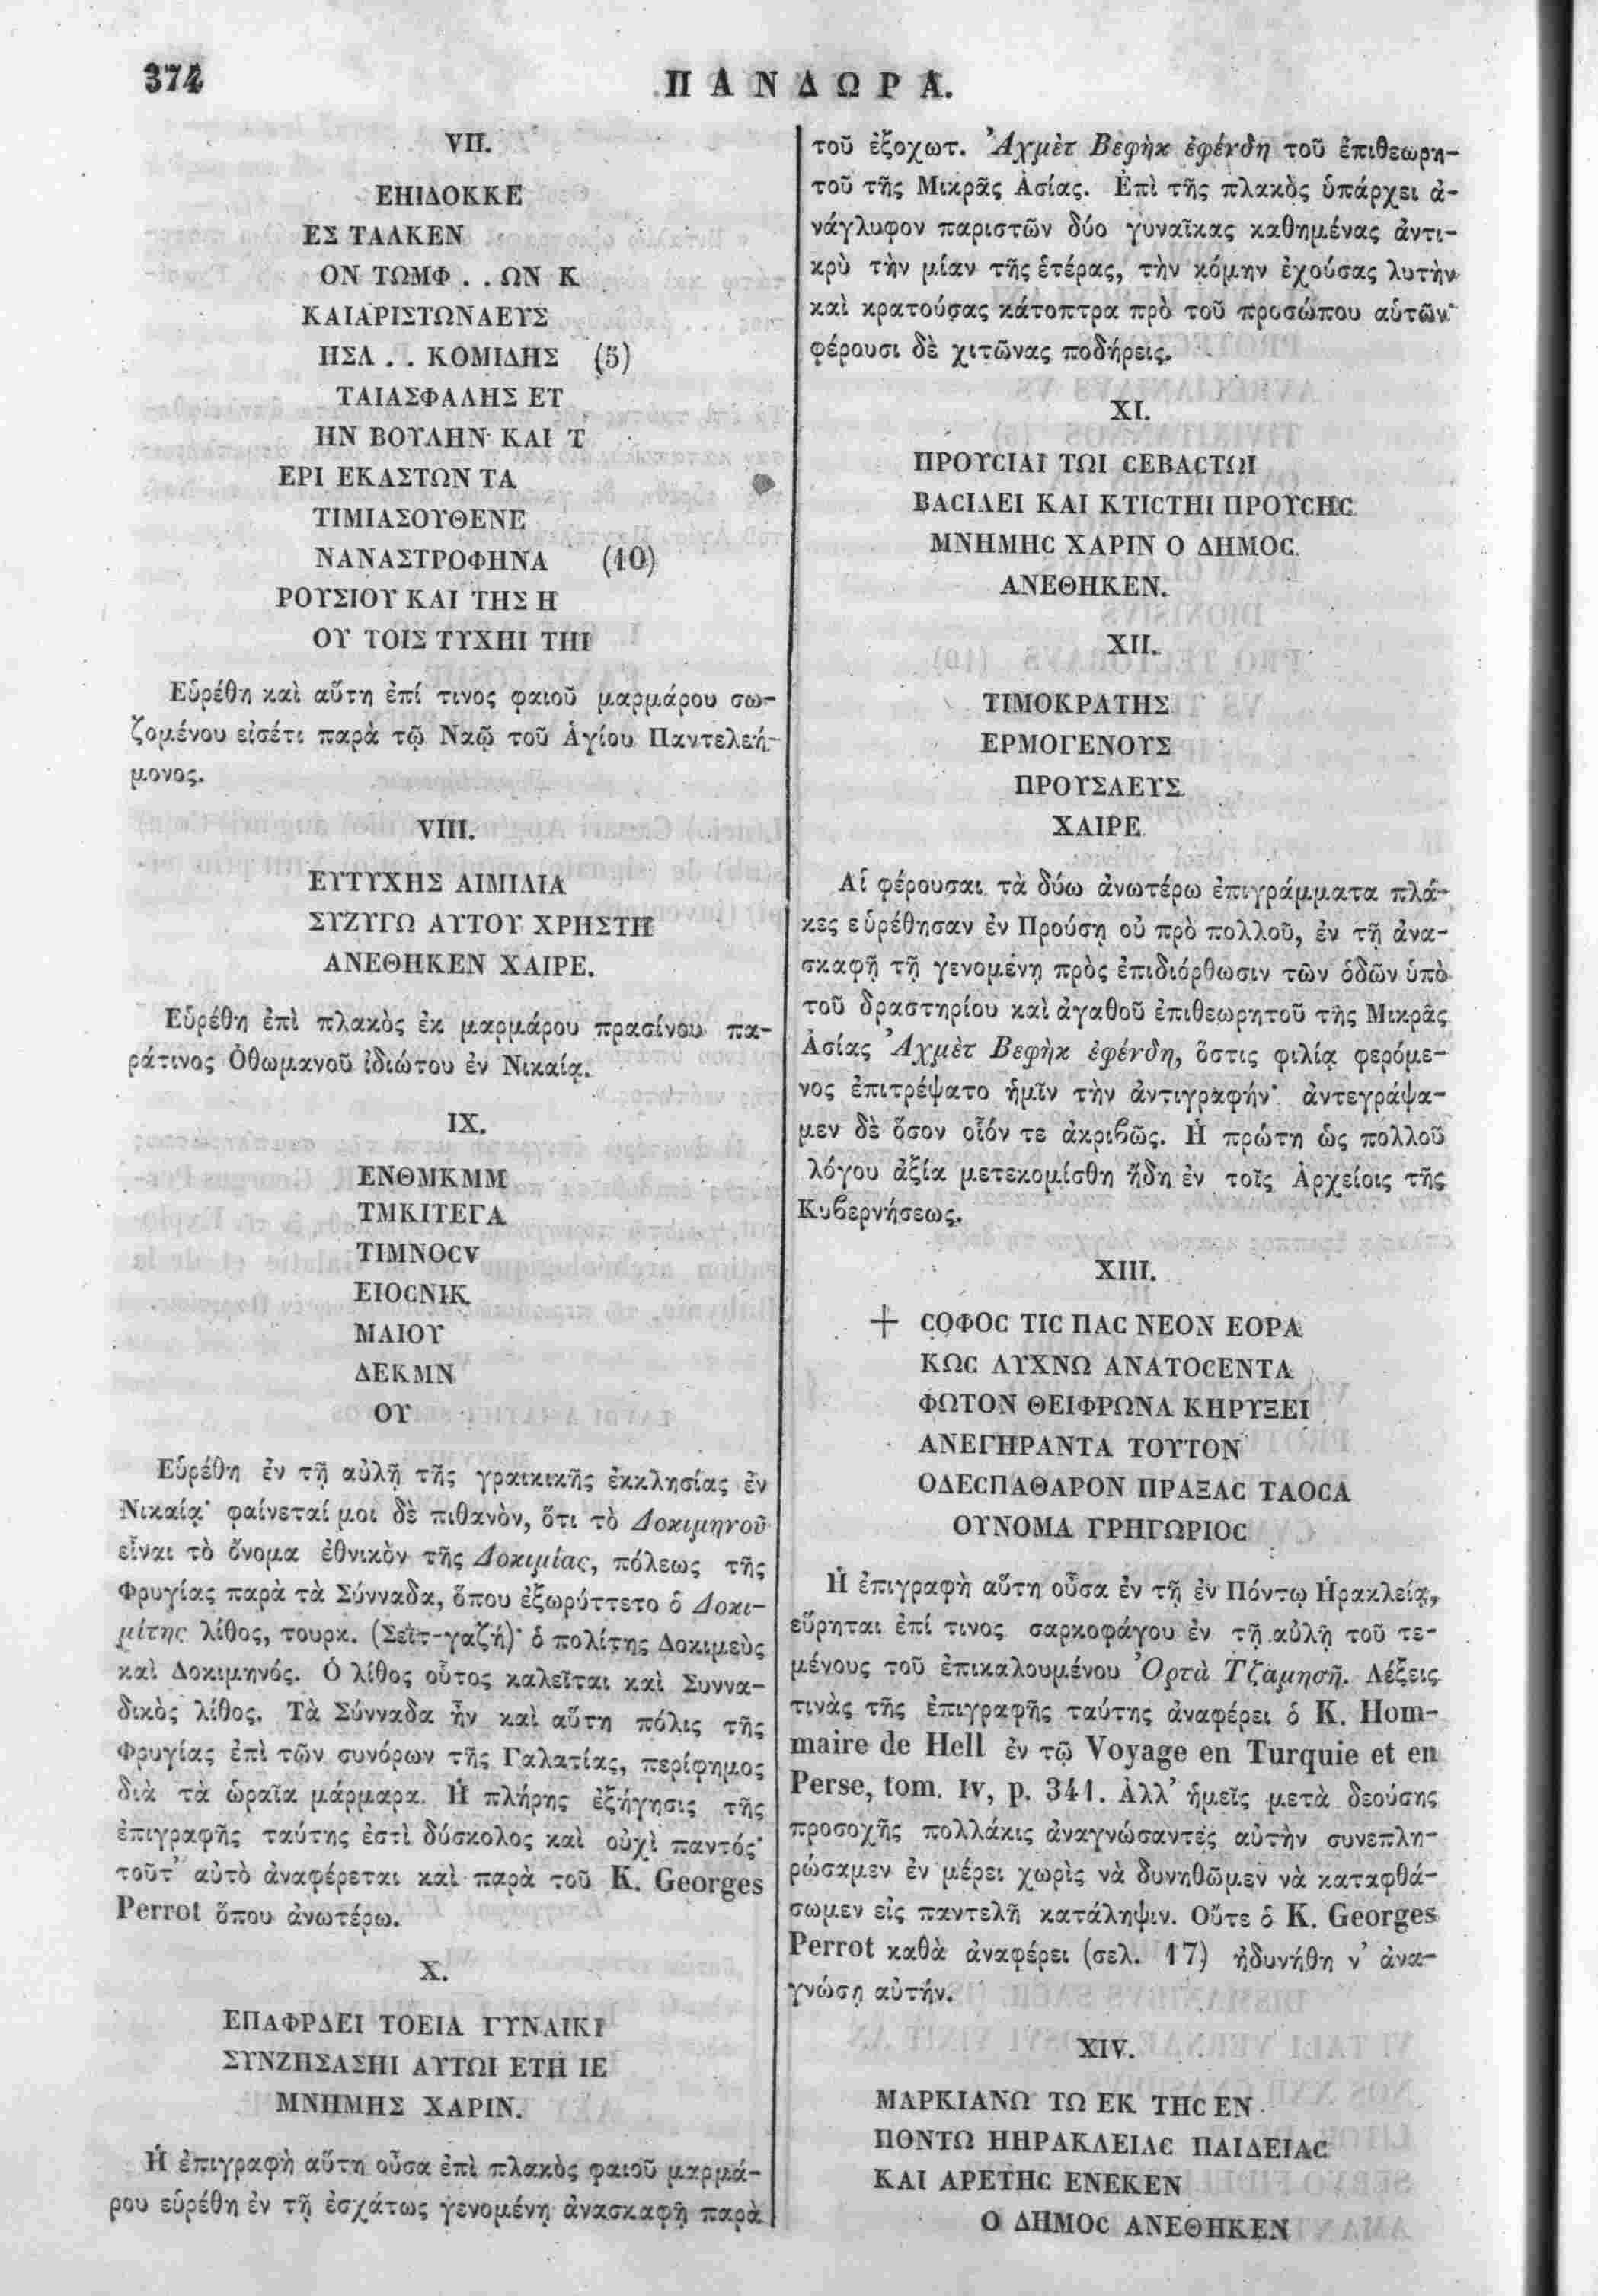 374
ΠΑΝΔΩΡΑ.
VII.
ΕΗΙΔΟΚΚΕ
ΕΣ ΤΑΛΚΕΝ
ΟΝ ΤΩΜΦ . . ΩΝ Κ
ΚΑΙΑΡΙΣΤΩΝΑΕΥΣ
ΗΣΛ . . ΚΟΜΙΔΗΣ (5)
ΤΑΙΑΣΦΑΛΗΣ ΕΤ
ΗΝ ΒΟΥΛΗΝ ΚΑΙ Τ
ΕΡΙ ΕΚΑΣΤΩΝ ΤΑ
ΤΙΜΙΑΣΟΥΘΕΝΕ
ΝΑΝΑΣΤΡΟΦΗΝΑ (10)
ΡΟΥΣΙΟΥ ΚΑΙ ΤΗΣ Η
ΟΥ ΤΟΙΣ ΤΥΧΗΙ ΤΗΙ
Εὑρέθη καὶ αὕτη ἐπί τινος φαιοῦ μαρμάρου σω-
ζομένου εἰσέτι παρὰ τῷ Ναῷ τοῦ Ἁγίου Παντελεή-
μονος.
VIII.
ΕΥΤΥΧΗΣ ΑΙΜΙΛΙΑ
ΣΥΖΥΓΩ ΑΥΤΟΥ ΧΡΗΣΤΗ
ΑΝΕΘΗΚΕΝ ΧΑΙΡΕ.
Εὑρέθη ἐπὶ πλακὸς ἐκ μαρμάρου πρασίνου πα-
ράτινος Ὀθωμανοῦ ἰδιώτου ἐν Νικαίᾳ.
IX.
ΕΝΘΜΚΜΜ
ΤΜΚΙΤΕΓΑ
ΤΙΜΝΟCV
ΕΙΟCΝΙΚ
ΜΑΙΟΥ
ΔΕΚΜΝ
ΟΥ
Εὑρέθη ἐν τῇ αὐλῇ τῆς γραικικῆς ἐκκλησίας ἐν
Νικαίᾳ· φαίνεταί μοι δὲ πιθανὸν, ὅτι τὸ Δοκιμηνοῦ
εἶναι τὸ ὄνομα ἐθνικὸν τῆς Δοκιμίας, πόλεως τῆς
Φρυγίας παρὰ τὰ Σύνναδα, ὅπου ἐξωρύττετο ὁ Δοκι-
μίτης λίθος, τουρκ. (Σεῒτ-γαζή)· ὁ πολίτης Δοκιμεὺς
καὶ Δοκιμηνός. Ὁ λίθος οὗτος καλεῖται καὶ Συννα-
δικὸς λίθος. Τὰ Σύνναδα ἦν καὶ αὕτη πόλις τῆς
Φρυγίας ἐπὶ τῶν συνόρων τῆς Γαλατίας, περίφημος
διὰ τὰ ὡραῖα μάρμαρα. Ἡ πλήρης ἐξήγησις τῆς
ἐπιγραφῆς ταύτης ἐστὶ δύσκολος καὶ οὐχὶ παντός·
τοῦτ' αὐτὸ ἀναφέρεται καὶ παρὰ τοῦ Κ. Georges
Perrot ὅπου ἀνωτέρω.
X.
ΕΠΑΦΡΔΕΙ ΤΟΕΙΑ ΓΥΝΑΙΚΙ
ΣΥΝΖΗΣΑΣΗΙ ΑΥΤΩΙ ΕΤΗ ΙΕ
ΜΝΗΜΗΣ ΧΑΡΙΝ.
Ἡ ἐπιγραφὴ αὕτη οὖσα ἐπὶ πλακὸς φαιοῦ μαρμά-
ρου εὑρέθη ἐν τῇ ἐσχάτως γενομένῃ ἀνασκαφῇ παρὰ
τοῦ ἐξοχωτ. Ἀχμὲτ Βεφὴκ ἐφένδη τοῦ ἐπιθεωρη-
τοῦ τῆς Μικρᾶς Ἀσίας. Ἐπὶ τῆς πλακὸς ὑπάρχει ἀ-
νάγλυφον παριστῶν δύο γυναῖκας καθημένας ἀντι-
κρὺ τὴν μίαν τῆς ἑτέρας, τὴν κόμην ἐχούσας λυτὴν
καὶ κρατούσας κάτοπτρα πρὸ τοῦ προσώπου αὑτῶν·
φέρουσι δὲ χιτῶνας ποδήρεις.
XI.
ΠΡΟΥCΙΑΙ ΤΩΙ CΕΒΑCΤΩΙ
ΒΑCΙΛΕΙ ΚΑΙ ΚΤΙCΤΗΙ ΠΡΟΥCΗC
ΜΝΗΜΗC ΧΑΡΙΝ Ο ΔΗΜΟC
ΑΝΕΘΗΚΕΝ.
XII.
ΤΙΜΟΚΡΑΤΗΣ
ΕΡΜΟΓΕΝΟΥΣ
ΠΡΟΥΣΑΕΥΣ
ΧΑΙΡΕ
Αἱ φέρουσαι τὰ δύω ἀνωτέρω ἐπιγράμματα πλά-
κες εὑρέθησαν ἐν Προύσῃ οὐ πρὸ πολλοῦ, ἐν τῇ ἀνα-
σκαφῇ τῇ γενομένῃ πρὸς ἐπιδιόρθωσιν τῶν ὁδῶν ὑπὸ
τοῦ δραστηρίου καὶ ἀγαθοῦ ἐπιθεωρητοῦ τῆς Μικρᾶς
Ἀσίας Ἀχμὲτ Βεφὴκ ἐφένδη, ὅστις φιλίᾳ φερόμε-
νος ἐπιτρέψατο ἡμῖν τὴν ἀντιγραφήν· ἀντεγράψα-
μεν δὲ ὅσον οἷόν τε ἀκριβῶς. Ἡ πρώτη ὡς πολλοῦ
λόγου ἀξία μετεκομίσθη ἤδη ἐν τοῖς Ἀρχείοις τῆς
Κυβερνήσεως.
XIII.
+ CΟΦΟC ΤΙC ΠΑC ΝΕΟΝ ΕΟΡΑ
ΚΩC ΛΥΧΝΩ ΑΝΑΤΟCΕΝΤΑ
ΦΩΤΟΝ ΘΕΙΦΡΩΝΑ ΚΗΡΥΞΕΙ
ΑΝΕΓΗΡΑΝΤΑ ΤΟΥΤΟΝ
ΟΔΕCΠΑΘΑΡΟΝ ΠΡΑΞΑC ΤΑΟCΑ
ΟΥΝΟΜΑ ΓΡΗΓΩΡΙΟC
Ἡ ἐπιγραφὴ αὕτη οὖσα ἐν τῇ ἐν Πόντῳ Ἡρακλείᾳ,
εὕρηται ἐπί τινος σαρκοφάγου ἐν τῇ αὐλῇ τοῦ τε-
μένους τοῦ ἐπικαλουμένου Ὀρτὰ Τζαμησῆ. Λέξεις
τινὰς τῆς ἐπιγραφῆς ταύτης ἀναφέρει ὁ Κ. Hom-
maire de Hell ἐν τῷ Voyage en Turquie et en
Perse, tom. IV, p. 341. Ἀλλ' ἡμεῖς μετὰ δεούσης
προσοχῆς πολλάκις ἀναγνώσαντες αὐτὴν συνεπλη-
ρώσαμεν ἐν μέρει χωρὶς νὰ δυνηθῶμεν νὰ καταφθά-
σωμεν εἰς παντελῆ κατάληψιν. Οὔτε ὁ Κ. Georges
Perrot καθὰ ἀναφέρει (σελ. 17) ἠδυνήθη ν' ἀνα-
γνώσῃ αὐτήν.
XIV.
ΜΑΡΚΙΑΝΩ ΤΩ ΕΚ ΤΗC ΕΝ
ΠΟΝΤΩ ΗΗΡΑΚΛΕΙΑC ΠΑΙΔΕΙΑC
ΚΑΙ ΑΡΕΤΗC ΕΝΕΚΕΝ
Ο ΔΗΜΟC ΑΝΕΘΗΚΕΝ